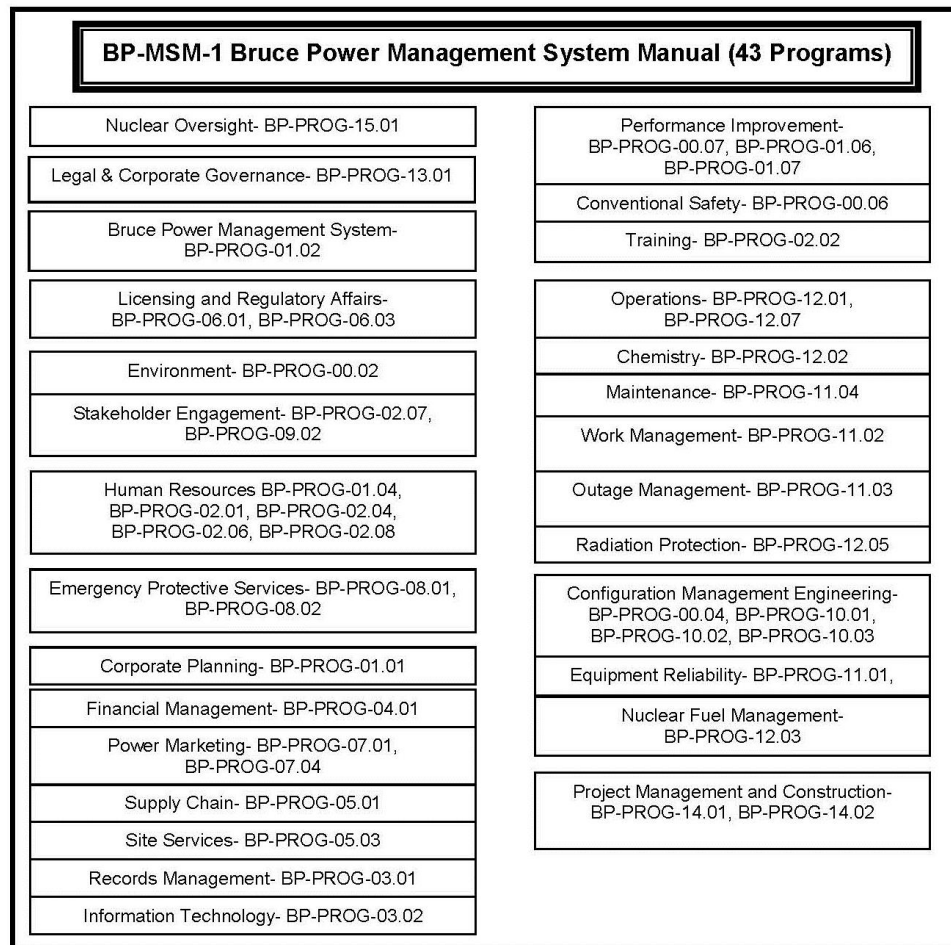 BP-MSM-1 Bruce Power Management System Manual (43 Programs)
Nuclear Oversight- BP-PROG-15.01
Legal & Corporate Governance- BP-PROG-13.01
Bruce Power Management System-
BP-PROG-01.02
Licensing and Regulatory Affairs-
BP-PROG-06.01, BP-PROG-06.03
Environment- BP-PROG-00.02
Stakeholder Engagement- BP-PROG-02.07,
BP-PROG-09.02
Human Resources BP-PROG-01.04,
BP-PROG-02.01, BP-PROG-02.04,
BP-PROG-02.06, BP-PROG-02.08
Emergency Protective Services- BP-PROG-08.01,
BP-PROG-08.02
Corporate Planning- BP-PROG-01.01
Financial Management- BP-PROG-04.01
Power Marketing- BP-PROG-07.01,
BP-PROG-07.04
Supply Chain- BP-PROG-05.01
Site Services- BP-PROG-05.03
Records Management- BP-PROG-03.01
Information Technology- BP-PROG-03.02
Performance Improvement-
BP-PROG-00.07, BP-PROG-01.06,
BP-PROG-01.07
Conventional Safety- BP-PROG-00.06
Training- BP-PROG-02.02
Operations- BP-PROG-12.01,
BP-PROG-12.07
Chemistry- BP-PROG-12.02
Maintenance- BP-PROG-11.04
Work Management- BP-PROG-11.02
Outage Management- BP-PROG-11.03
Radiation Protection- BP-PROG-12.05
Configuration Management Engineering-
BP-PROG-00.04, BP-PROG-10.01,
BP-PROG-10.02, BP-PROG-10.03
Equipment Reliability- BP-PROG-11.01,
Nuclear Fuel Management-
BP-PROG-12.03
Project Management and Construction-
BP-PROG-14.01, BP-PROG-14.02